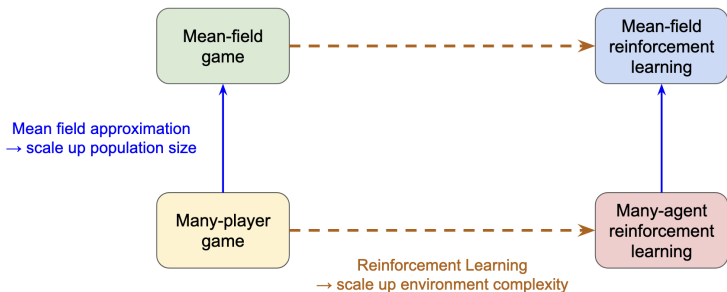 Mean-field
game
Mean-field
reinforcement
learning
Mean field approximation
→ scale up population size
Many-player
game
Many-agent
reinforcement
learning
Reinforcement Learning
→ scale up environment complexity